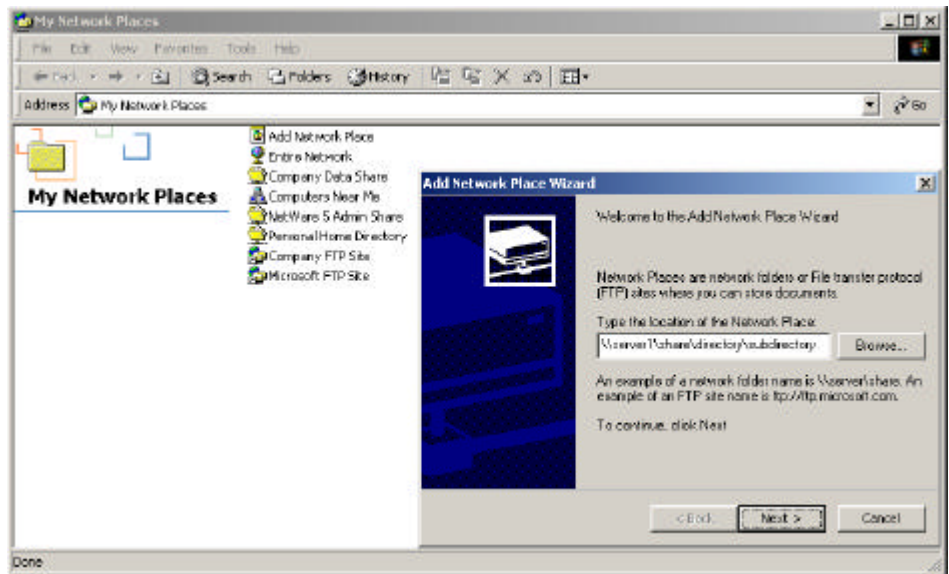 My Network Places
File Edit View Favorites Tools Help
Back Search Folders History
Address My Network Places Go
My Network Places
Add Network Place
Entire Network
Company Data Share
Computers Near Me
NetWare 5 Admin Share
Personal Home Directory
Company FTP Site
Microsoft FTP Site
Add Network Place Wizard
Welcome to the Add Network Place Wizard
Network Places are network folders or File transfer protocol
(FTP) sites where you can store documents.
Type the location of the Network Place:
\\server1\share\directory\subdirectory Browse...
An example of a network folder name is \\server\share. An
example of an FTP site name is ftp://ftp.microsoft.com.
To continue, click Next
< Back Next > Cancel
Done